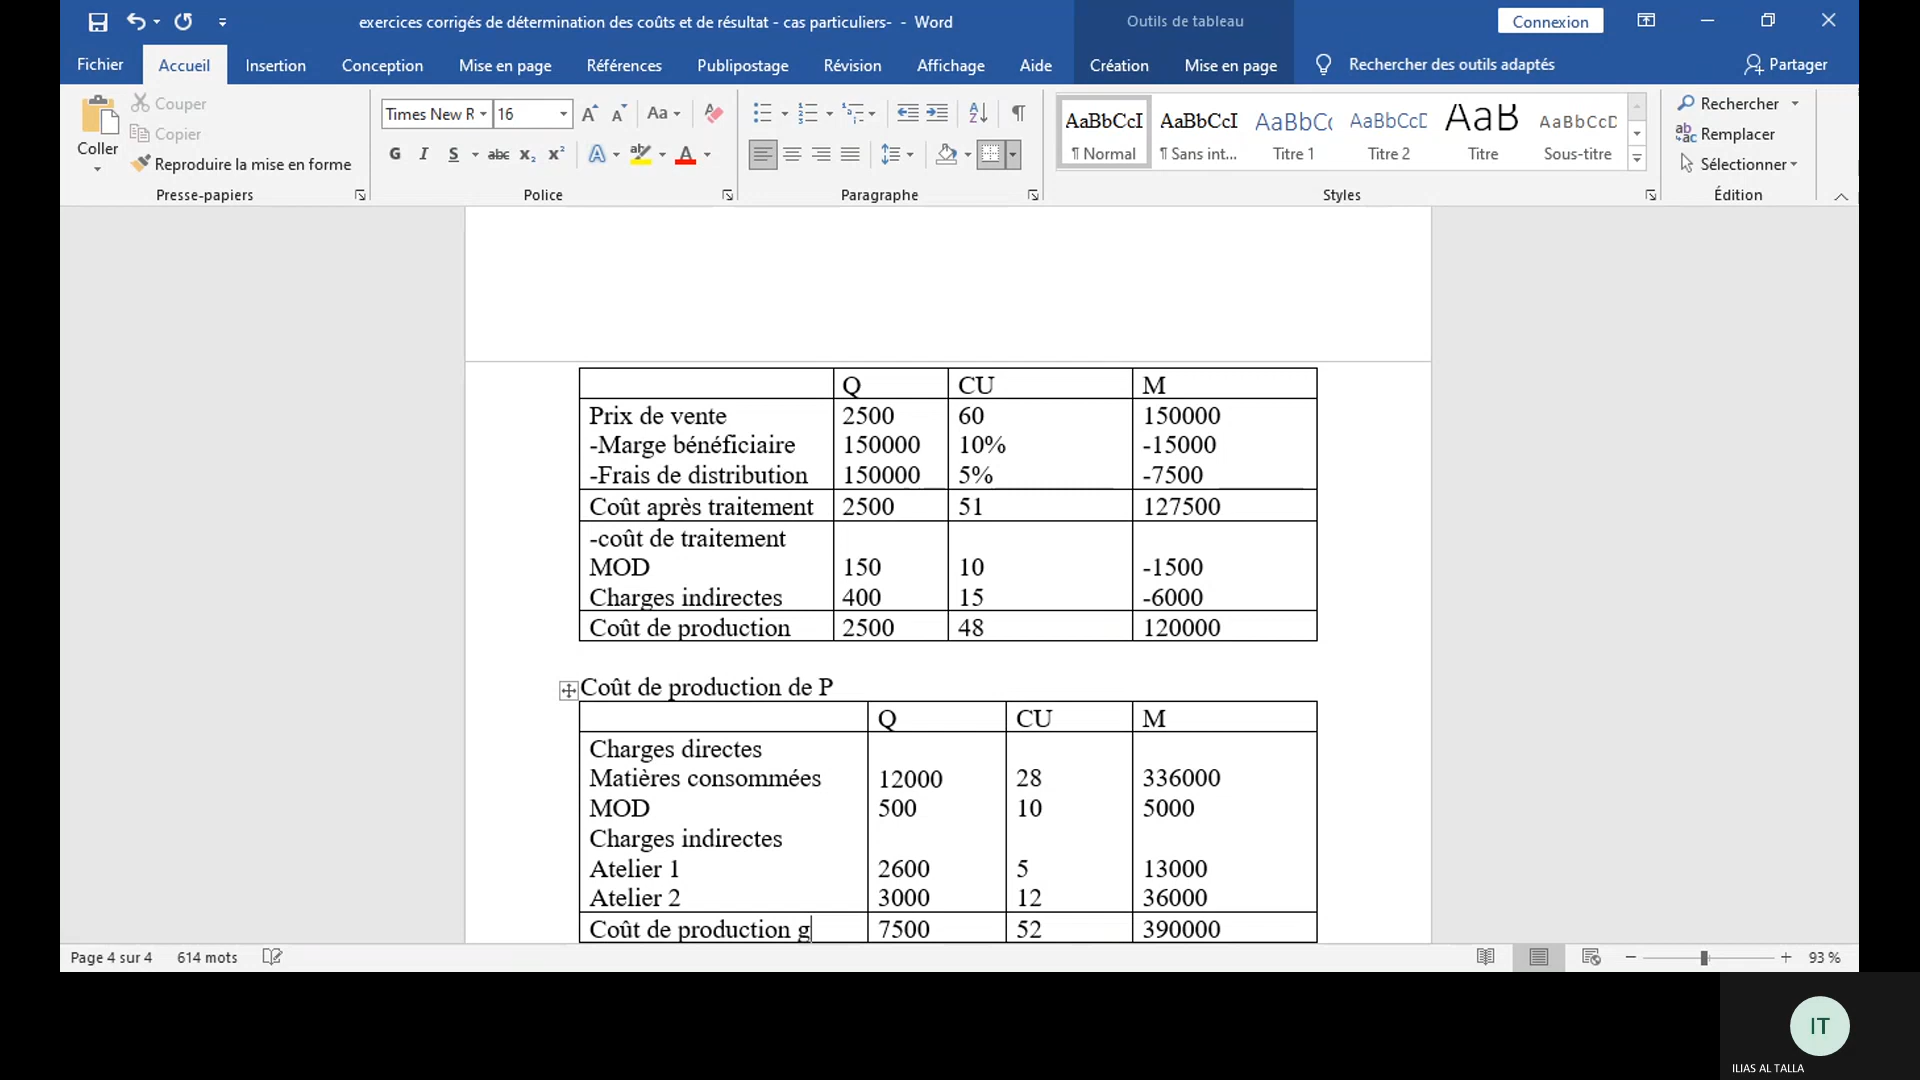 exercices corrigés de détermination des coûts et de résultat - cas particuliers- - Word
Outils de tableau
Connexion
Fichier Accueil Insertion Conception Mise en page Références Publipostage Révision Affichage Aide Création Mise en page Rechercher des outils adaptés Partager
Coller
Couper
Copier
Reproduire la mise en forme
Presse-papiers
Times New R 16
G I S abc x₂ x²
Police
Paragraphe
AaBbCcI AaBbCcI AaBbCc AaBbCcD AaB AaBbCcD
¶ Normal ¶ Sans int... Titre 1 Titre 2 Titre Sous-titre
Styles
Rechercher
Remplacer
Sélectionner
Édition
Q CU M
Prix de vente 2500 60 150000
-Marge bénéficiaire 150000 10% -15000
-Frais de distribution 150000 5% -7500
Coût après traitement 2500 51 127500
-coût de traitement
MOD 150 10 -1500
Charges indirectes 400 15 -6000
Coût de production 2500 48 120000
Coût de production de P
Q CU M
Charges directes
Matières consommées 12000 28 336000
MOD 500 10 5000
Charges indirectes
Atelier 1 2600 5 13000
Atelier 2 3000 12 36000
Coût de production g 7500 52 390000
Page 4 sur 4 614 mots 93 %
IT
ILIAS AL TALLA